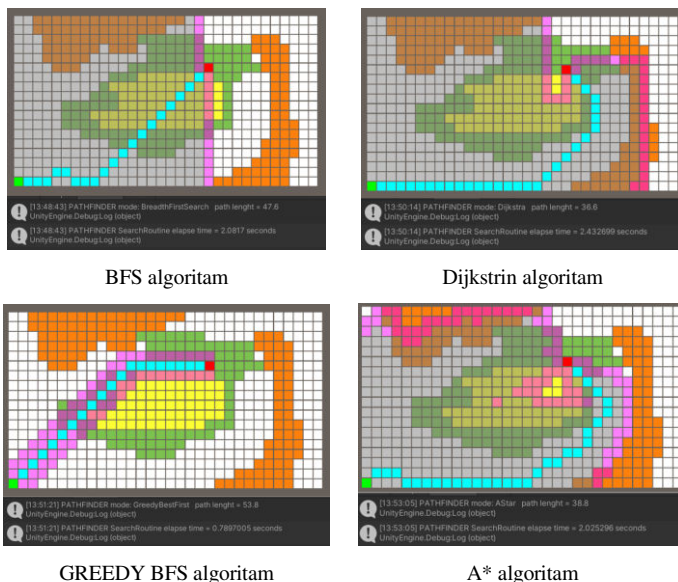 [13:48:43] PATHFINDER mode: BreadthFirstSearch path lenght = 47.6
UnityEngine.Debug:Log (object)
[13:48:43] PATHFINDER SearchRoutine elapse time = 2.0817 seconds
UnityEngine.Debug:Log (object)
BFS algoritam
[13:50:14] PATHFINDER mode: Dijkstra path lenght = 36.6
UnityEngine.Debug:Log (object)
[13:50:14] PATHFINDER SearchRoutine elapse time = 2.432699 seconds
UnityEngine.Debug:Log (object)
Dijkstrin algoritam
[13:51:21] PATHFINDER mode: GreedyBestFirst path lenght = 53.8
UnityEngine.Debug:Log (object)
[13:51:21] PATHFINDER SearchRoutine elapse time = 0.7897005 seconds
UnityEngine.Debug:Log (object)
GREEDY BFS algoritam
[13:53:05] PATHFINDER mode: AStar path lenght = 38.8
UnityEngine.Debug:Log (object)
[13:53:05] PATHFINDER SearchRoutine elapse time = 2.025296 seconds
UnityEngine.Debug:Log (object)
A* algoritam